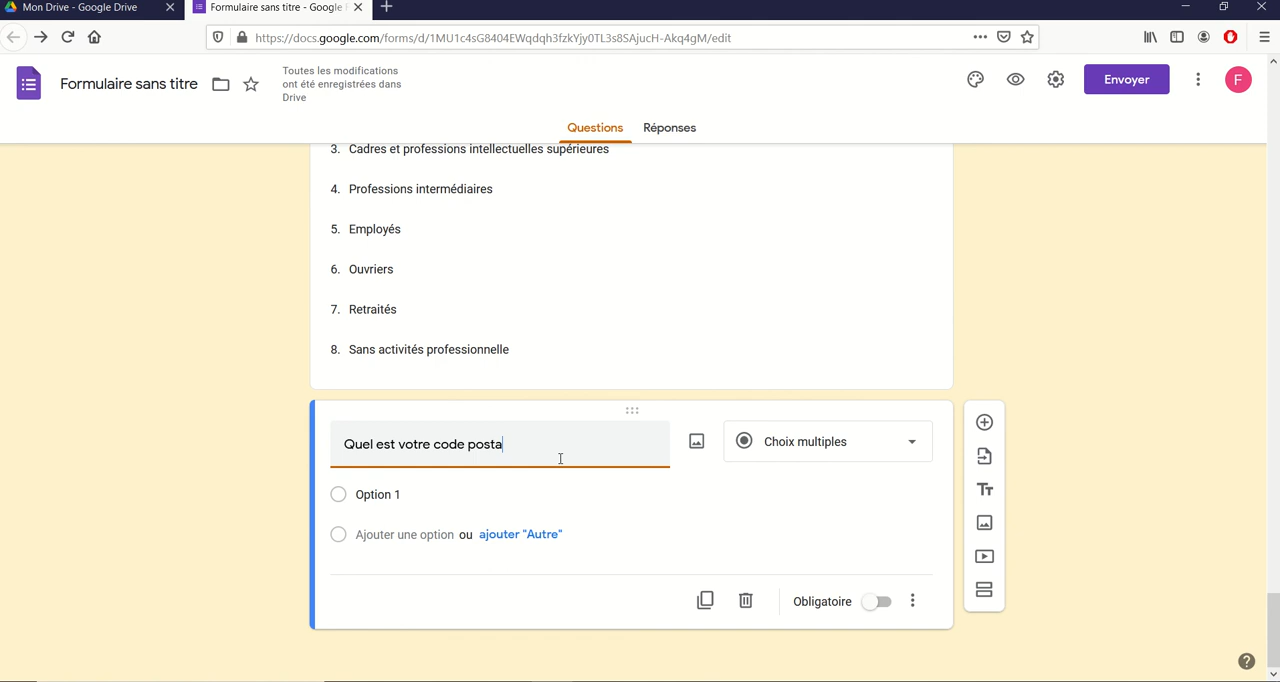 Mon Drive - Google Drive
Formulaire sans titre - Google F
https://docs.google.com/forms/d/1MU1c4sG8404EWqdqh3fzkYjy0TL3s8SAjucH-Akq4gM/edit
Formulaire sans titre
Toutes les modifications
ont été enregistrées dans
Drive
Envoyer
F
Questions
Réponses
3. Cadres et professions intellectuelles supérieures
4. Professions intermédiaires
5. Employés
6. Ouvriers
7. Retraités
8. Sans activités professionnelle
Quel est votre code posta
Choix multiples
Option 1
Ajouter une option ou ajouter "Autre"
Obligatoire